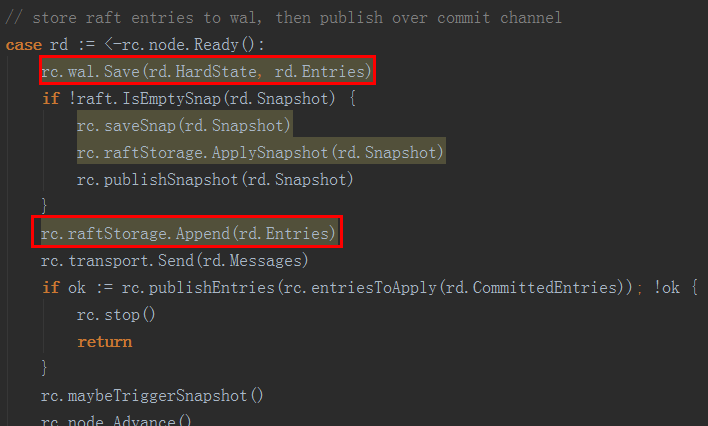 // store raft entries to wal, then publish over commit channel
case rd := <-rc.node.Ready():
rc.wal.Save(rd.HardState, rd.Entries)
if !raft.IsEmptySnap(rd.Snapshot) {
rc.saveSnap(rd.Snapshot)
rc.raftStorage.ApplySnapshot(rd.Snapshot)
rc.publishSnapshot(rd.Snapshot)
}
rc.raftStorage.Append(rd.Entries)
rc.transport.Send(rd.Messages)
if ok := rc.publishEntries(rc.entriesToApply(rd.CommittedEntries)); !ok {
rc.stop()
return
}
rc.maybeTriggerSnapshot()
rc.node.Advance()